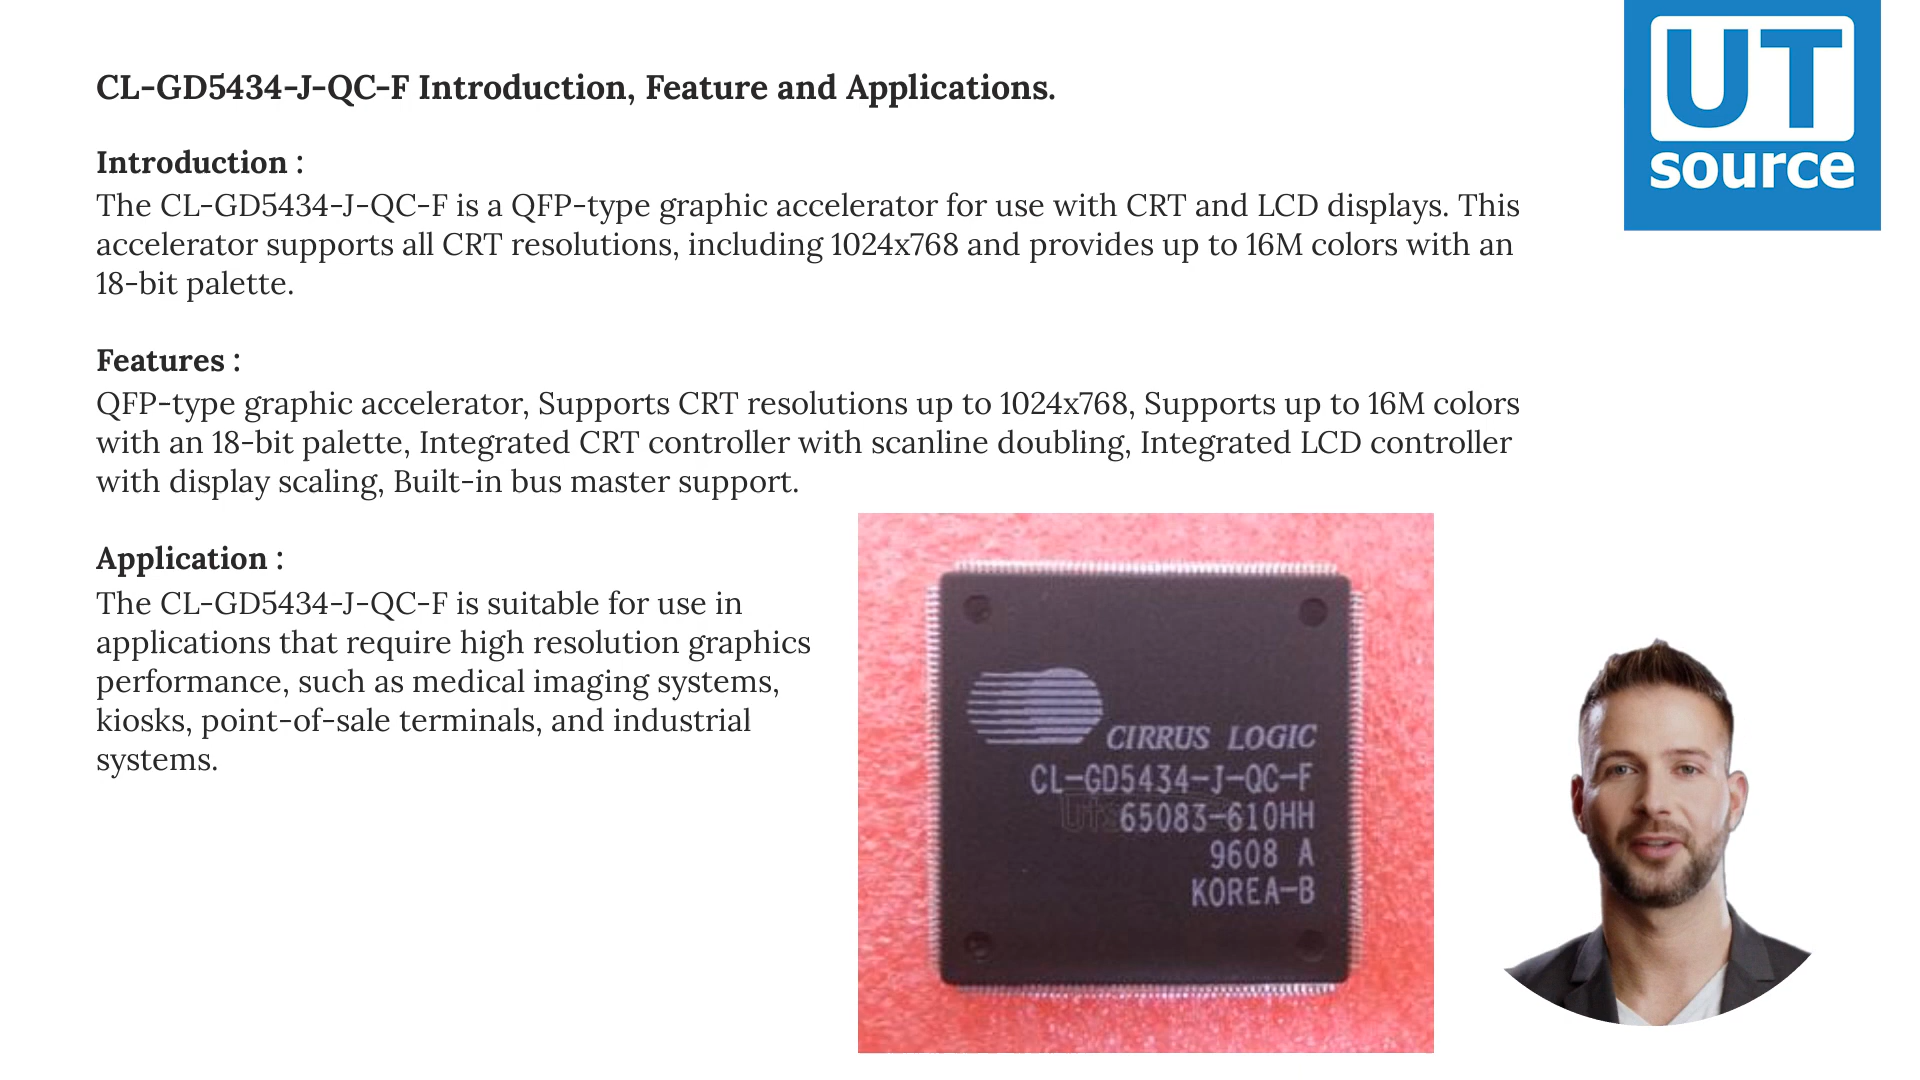 CL-GD5434-J-QC-F Introduction, Feature and Applications.
UT
source
Introduction :
The CL-GD5434-J-QC-F is a QFP-type graphic accelerator for use with CRT and LCD displays. This
accelerator supports all CRT resolutions, including 1024x768 and provides up to 16M colors with an
18-bit palette.
Features :
QFP-type graphic accelerator, Supports CRT resolutions up to 1024x768, Supports up to 16M colors
with an 18-bit palette, Integrated CRT controller with scanline doubling, Integrated LCD controller
with display scaling, Built-in bus master support.
Application :
The CL-GD5434-J-QC-F is suitable for use in
applications that require high resolution graphics
performance, such as medical imaging systems,
kiosks, point-of-sale terminals, and industrial
systems.
CIRRUS LOGIC
CL-GD5434-J-QC-F
65083-610HH
9608 A
KOREA-B